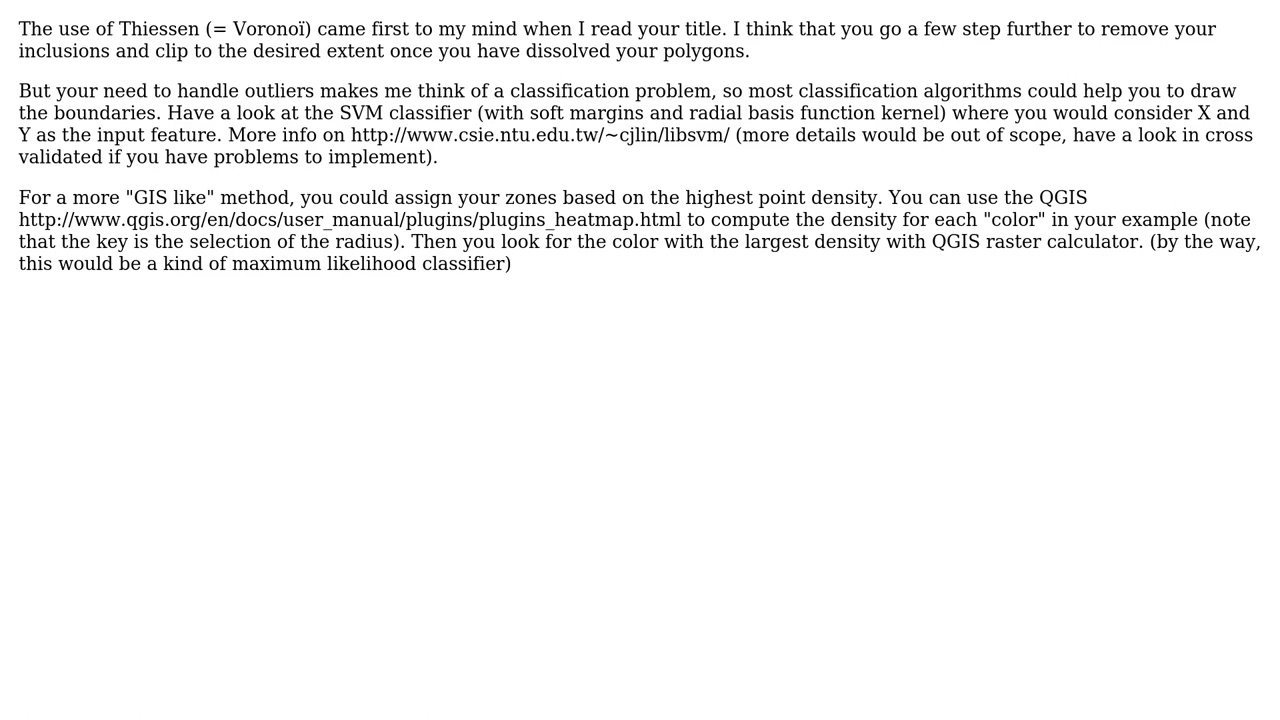 The use of Thiessen (= Voronoï) came first to my mind when I read your title. I think that you go a few step further to remove your
inclusions and clip to the desired extent once you have dissolved your polygons.
But your need to handle outliers makes me think of a classification problem, so most classification algorithms could help you to draw
the boundaries. Have a look at the SVM classifier (with soft margins and radial basis function kernel) where you would consider X and
Y as the input feature. More info on http://www.csie.ntu.edu.tw/~cjlin/libsvm/ (more details would be out of scope, have a look in cross
validated if you have problems to implement).
For a more "GIS like" method, you could assign your zones based on the highest point density. You can use the QGIS
http://www.qgis.org/en/docs/user_manual/plugins/plugins_heatmap.html to compute the density for each "color" in your example (note
that the key is the selection of the radius). Then you look for the color with the largest density with QGIS raster calculator. (by the way,
this would be a kind of maximum likelihood classifier)